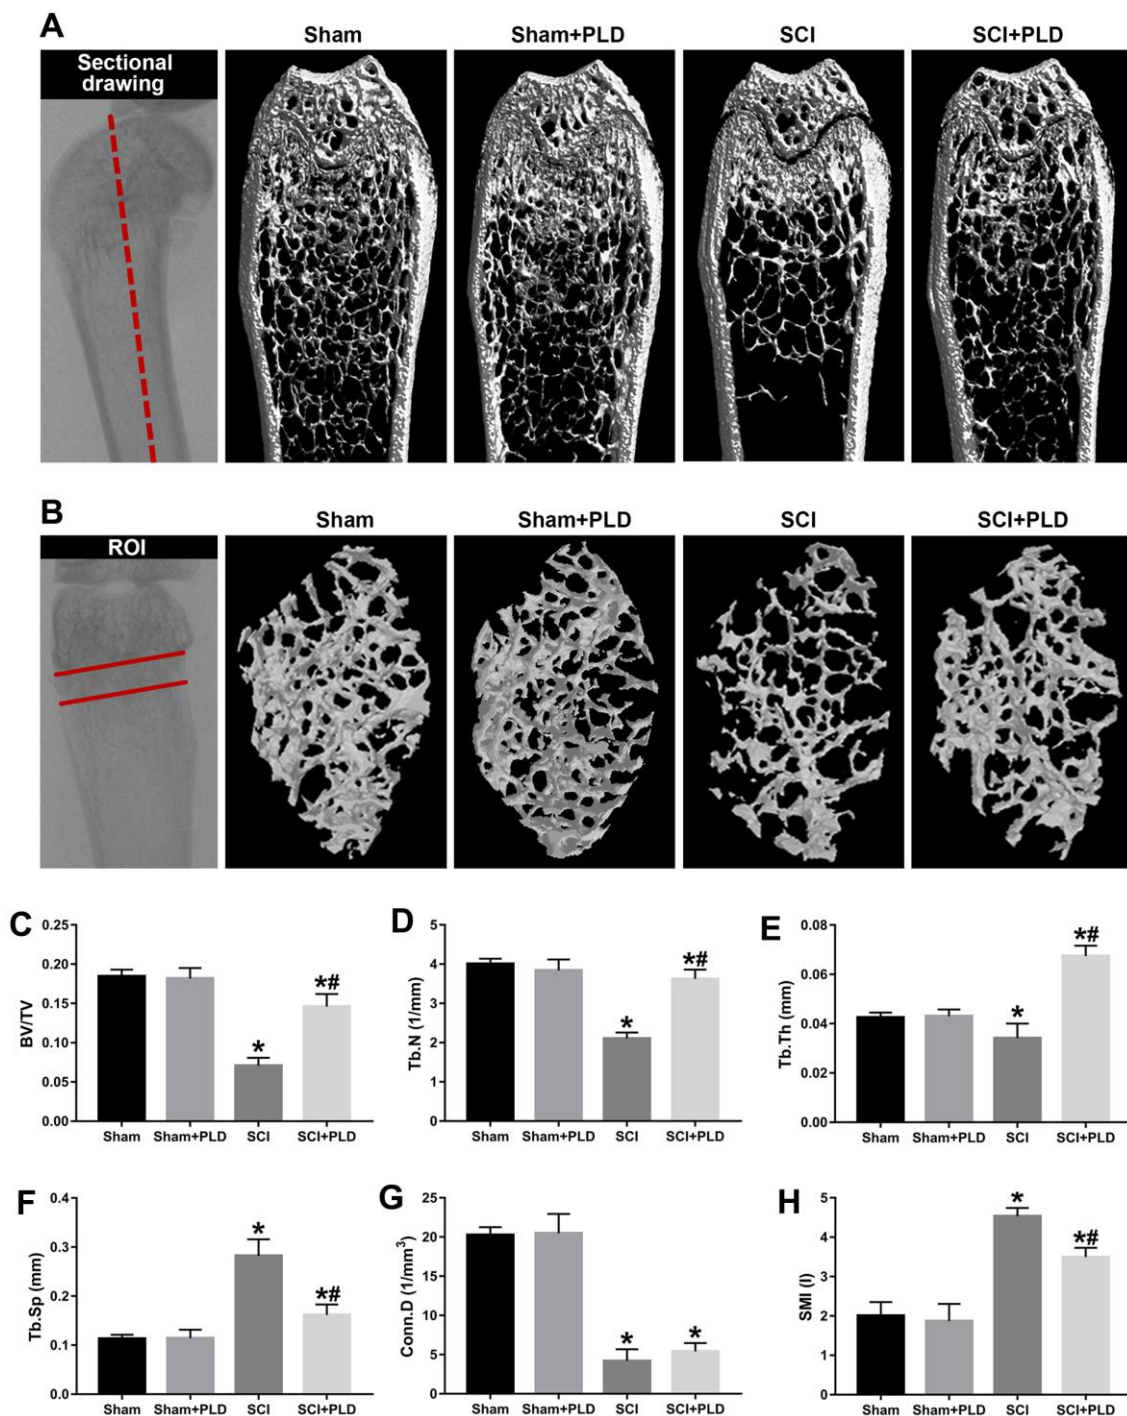 A
Sham
Sham+PLD
SCI
SCI+PLD
Sectional
drawing
B
Sham
Sham+PLD
SCI
SCI+PLD
ROI
C
BV/TV
0.25
0.20
0.15
0.10
0.05
0.00
*
*#
Sham
Sham+PLD
SCI
SCI+PLD
D
Tb.N (1/mm)
5
4
3
2
1
0
*
*#
Sham
Sham+PLD
SCI
SCI+PLD
E
Tb.Th (mm)
0.08
0.06
0.04
0.02
0.00
*
*#
Sham
Sham+PLD
SCI
SCI+PLD
F
Tb.Sp (mm)
0.4
0.3
0.2
0.1
0.0
*
*#
Sham
Sham+PLD
SCI
SCI+PLD
G
Conn.D (1/mm³)
25
20
15
10
5
0
*
*
Sham
Sham+PLD
SCI
SCI+PLD
H
SMI (I)
5
4
3
2
1
0
*
*#
Sham
Sham+PLD
SCI
SCI+PLD